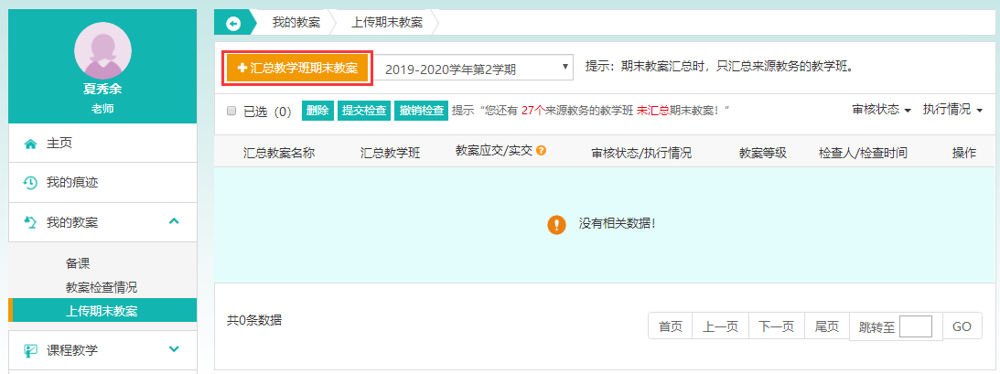 夏秀余
老师
主页
我的痕迹
我的教案
备课
教案检查情况
上传期末教案
课程教学
我的教案 上传期末教案
汇总教学班期末教案 2019-2020学年第2学期 提示：期末教案汇总时，只汇总来源教务的教学班。
已选（0） 删除 提交检查 撤销检查 提示“您还有 27个来源教务的教学班 未汇总期末教案！” 审核状态 执行情况
汇总教案名称 汇总教学班 教案应交/实交 审核状态/执行情况 教案等级 检查人/检查时间 操作
没有相关数据！
共0条数据 首页 上一页 下一页 尾页 跳转至 GO